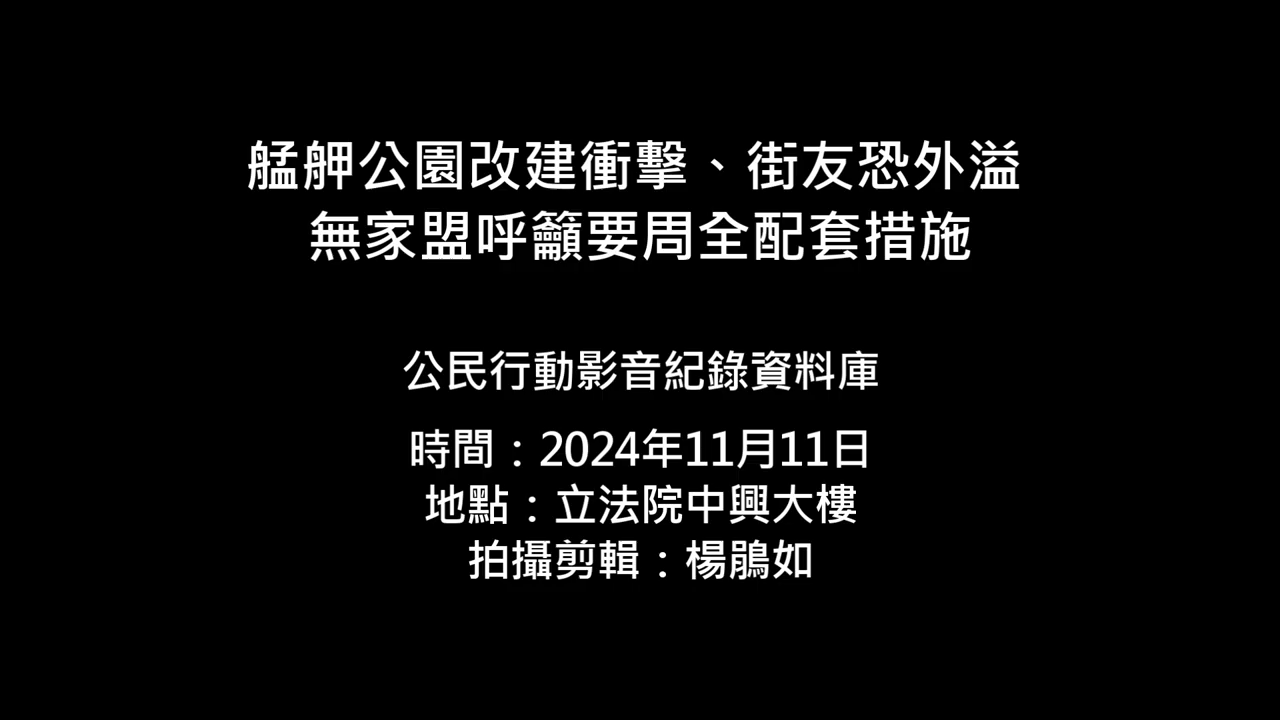 艋舺公園改建衝擊、街友恐外溢
無家盟呼籲要周全配套措施
公民行動影音紀錄資料庫
時間：2024年11月11日
地點：立法院中興大樓
拍攝剪輯：楊鵑如